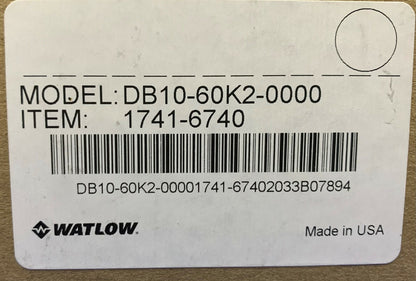 MODEL: DB10-60K2-0000
ITEM: 1741-6740
DB10-60K2-00001741-67402033B07894
WATLOW
Made in USA